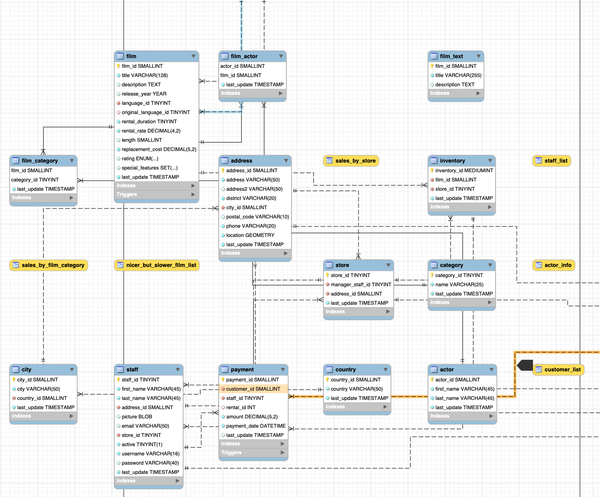 film
film_id SMALLINT
title VARCHAR(128)
description TEXT
release_year YEAR
language_id TINYINT
original_language_id TINYINT
rental_duration TINYINT
rental_rate DECIMAL(4,2)
length SMALLINT
replacement_cost DECIMAL(5,2)
rating ENUM(...)
special_features SET(...)
last_update TIMESTAMP
Indexes
Triggers
film_actor
actor_id SMALLINT
film_id SMALLINT
last_update TIMESTAMP
Indexes
film_text
film_id SMALLINT
title VARCHAR(255)
description TEXT
Indexes
film_category
film_id SMALLINT
category_id TINYINT
last_update TIMESTAMP
Indexes
address
address_id SMALLINT
address VARCHAR(50)
address2 VARCHAR(50)
district VARCHAR(20)
city_id SMALLINT
postal_code VARCHAR(10)
phone VARCHAR(20)
location GEOMETRY
last_update TIMESTAMP
Indexes
sales_by_store
inventory
inventory_id MEDIUMINT
film_id SMALLINT
store_id TINYINT
last_update TIMESTAMP
Indexes
staff_list
sales_by_film_category
nicer_but_slower_film_list
store
store_id TINYINT
manager_staff_id TINYINT
address_id SMALLINT
last_update TIMESTAMP
Indexes
category
category_id TINYINT
name VARCHAR(25)
last_update TIMESTAMP
Indexes
actor_info
city
city_id SMALLINT
city VARCHAR(50)
country_id SMALLINT
last_update TIMESTAMP
Indexes
staff
staff_id TINYINT
first_name VARCHAR(45)
last_name VARCHAR(45)
address_id SMALLINT
picture BLOB
email VARCHAR(50)
store_id TINYINT
active TINYINT(1)
username VARCHAR(16)
password VARCHAR(40)
last_update TIMESTAMP
payment
payment_id SMALLINT
customer_id SMALLINT
staff_id TINYINT
rental_id INT
amount DECIMAL(5,2)
payment_date DATETIME
last_update TIMESTAMP
Indexes
Triggers
country
country_id SMALLINT
country VARCHAR(50)
last_update TIMESTAMP
Indexes
actor
actor_id SMALLINT
first_name VARCHAR(45)
last_name VARCHAR(45)
last_update TIMESTAMP
Indexes
customer_list